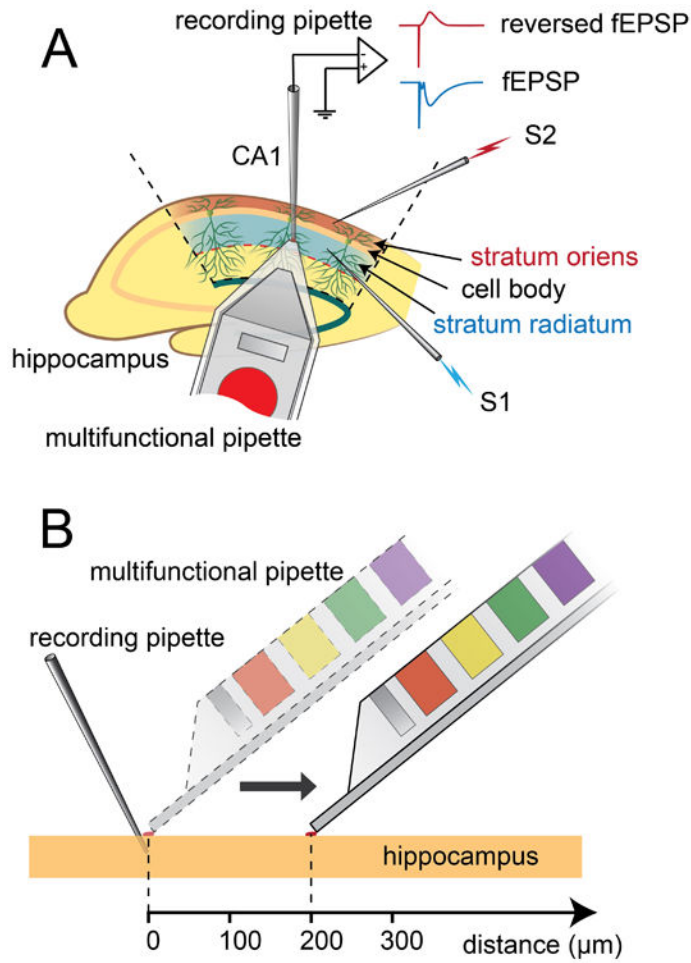 A
recording pipette
reversed fEPSP
-
+
fEPSP
CA1
S2
stratum oriens
cell body
stratum radiatum
hippocampus
S1
multifunctional pipette
B
multifunctional pipette
recording pipette
hippocampus
0 100 200 300 distance (μm)